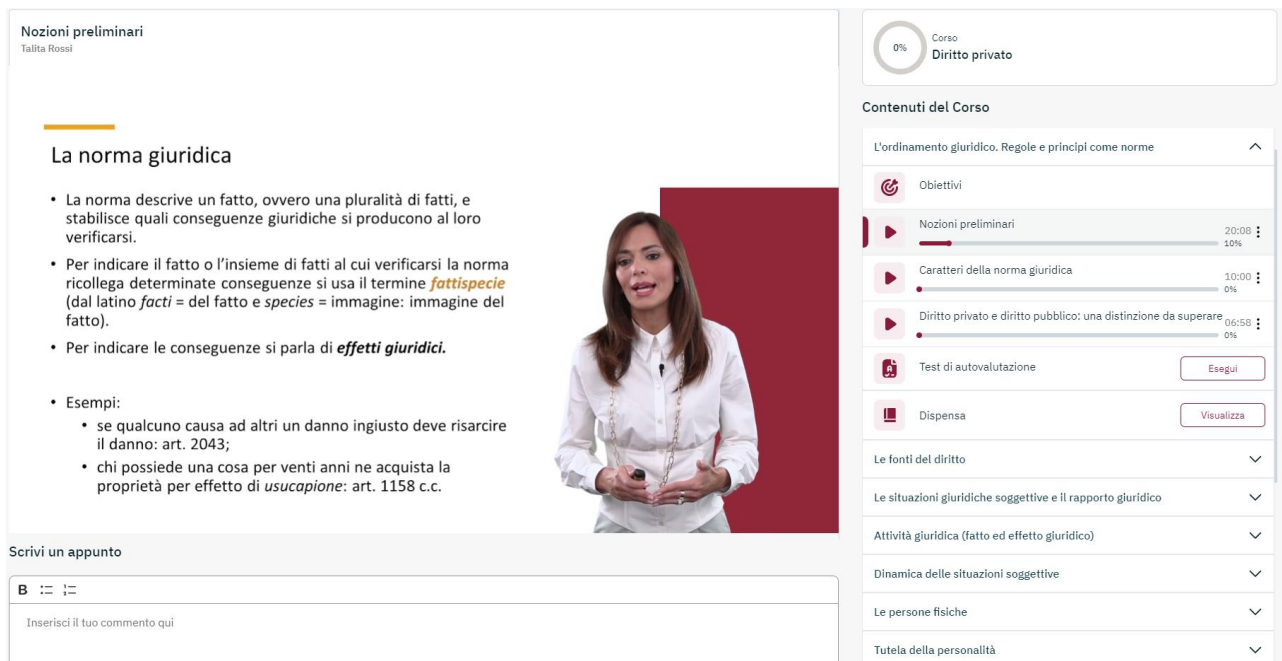 Nozioni preliminari
Talita Rossi
La norma giuridica
• La norma descrive un fatto, ovvero una pluralità di fatti, e
stabilisce quali conseguenze giuridiche si producono al loro
verificarsi.
• Per indicare il fatto o l'insieme di fatti al cui verificarsi la norma
ricollega determinate conseguenze si usa il termine fattispecie
(dal latino facti = del fatto e species = immagine: immagine del
fatto).
• Per indicare le conseguenze si parla di effetti giuridici.
• Esempi:
• se qualcuno causa ad altri un danno ingiusto deve risarcire
il danno: art. 2043;
• chi possiede una cosa per venti anni ne acquista la
proprietà per effetto di usucapione: art. 1158 c.c.
Scrivi un appunto
B
Inserisci il tuo commento qui
0%
Corso
Diritto privato
Contenuti del Corso
L'ordinamento giuridico. Regole e principi come norme
Obiettivi
Nozioni preliminari
20:08
10%
Caratteri della norma giuridica
10:00
0%
Diritto privato e diritto pubblico: una distinzione da superare
06:58
0%
Test di autovalutazione
Esegui
Dispensa
Visualizza
Le fonti del diritto
Le situazioni giuridiche soggettive e il rapporto giuridico
Attività giuridica (fatto ed effetto giuridico)
Dinamica delle situazioni soggettive
Le persone fisiche
Tutela della personalità